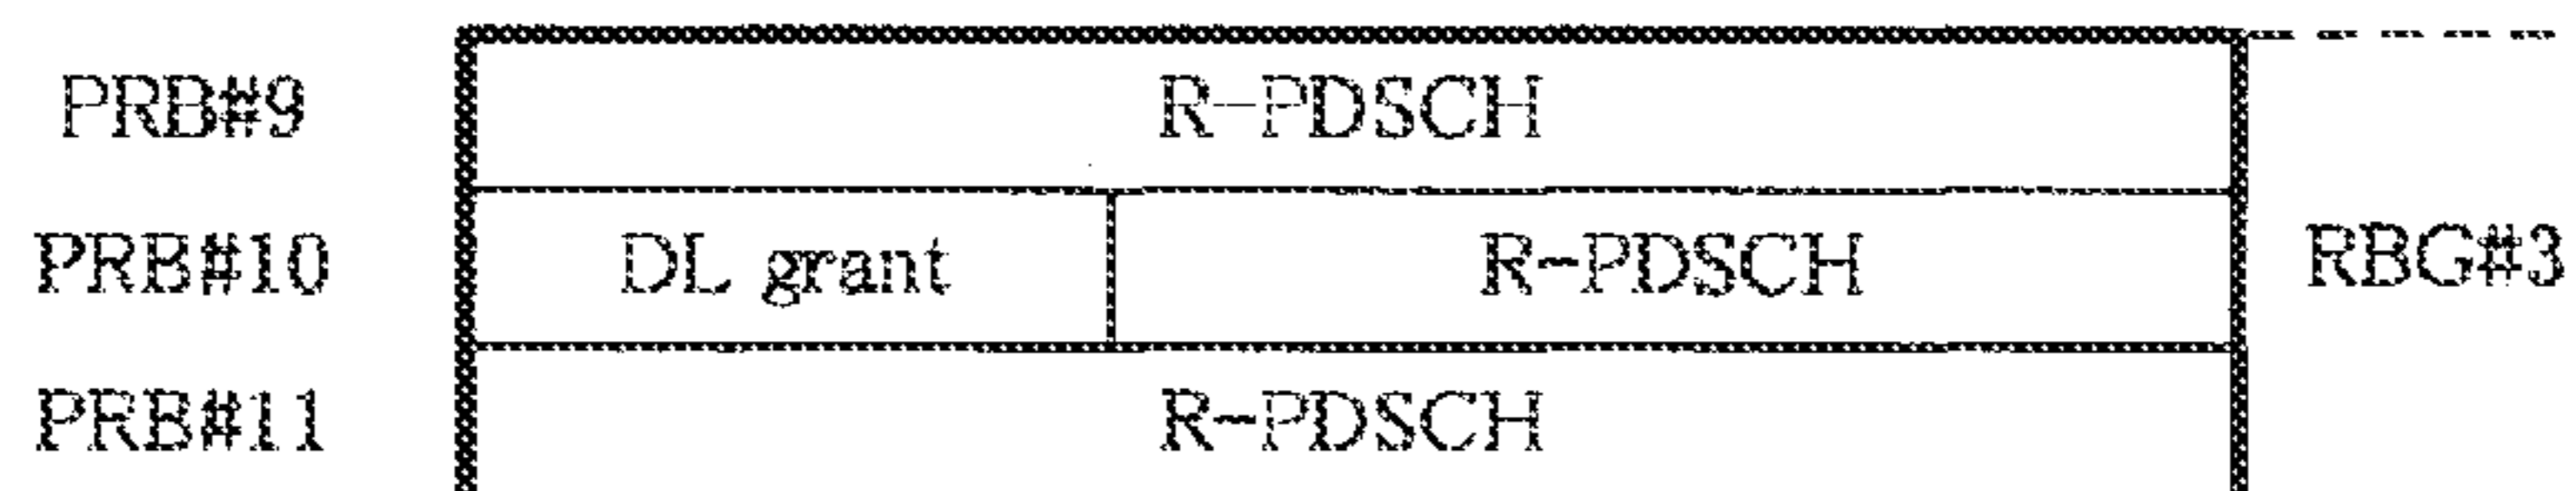 PRB#9 R-PDSCH
PRB#10 DL grant R-PDSCH RBG#3
PRB#11 R-PDSCH